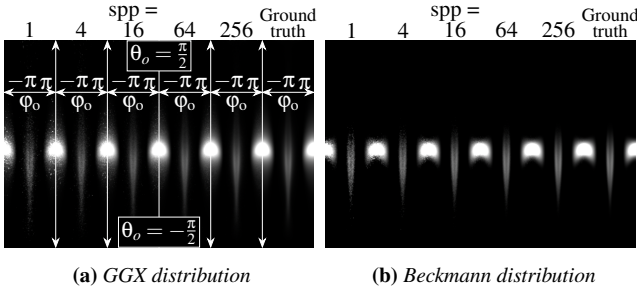 spp = spp =
1 4 16 64 256 Ground truth 1 4 16 64 256 Ground truth
θo = π/2
−π π −π π −π π −π π −π π −π π
φo φo φo φo φo φo
θo = −π/2
(a) GGX distribution (b) Beckmann distribution